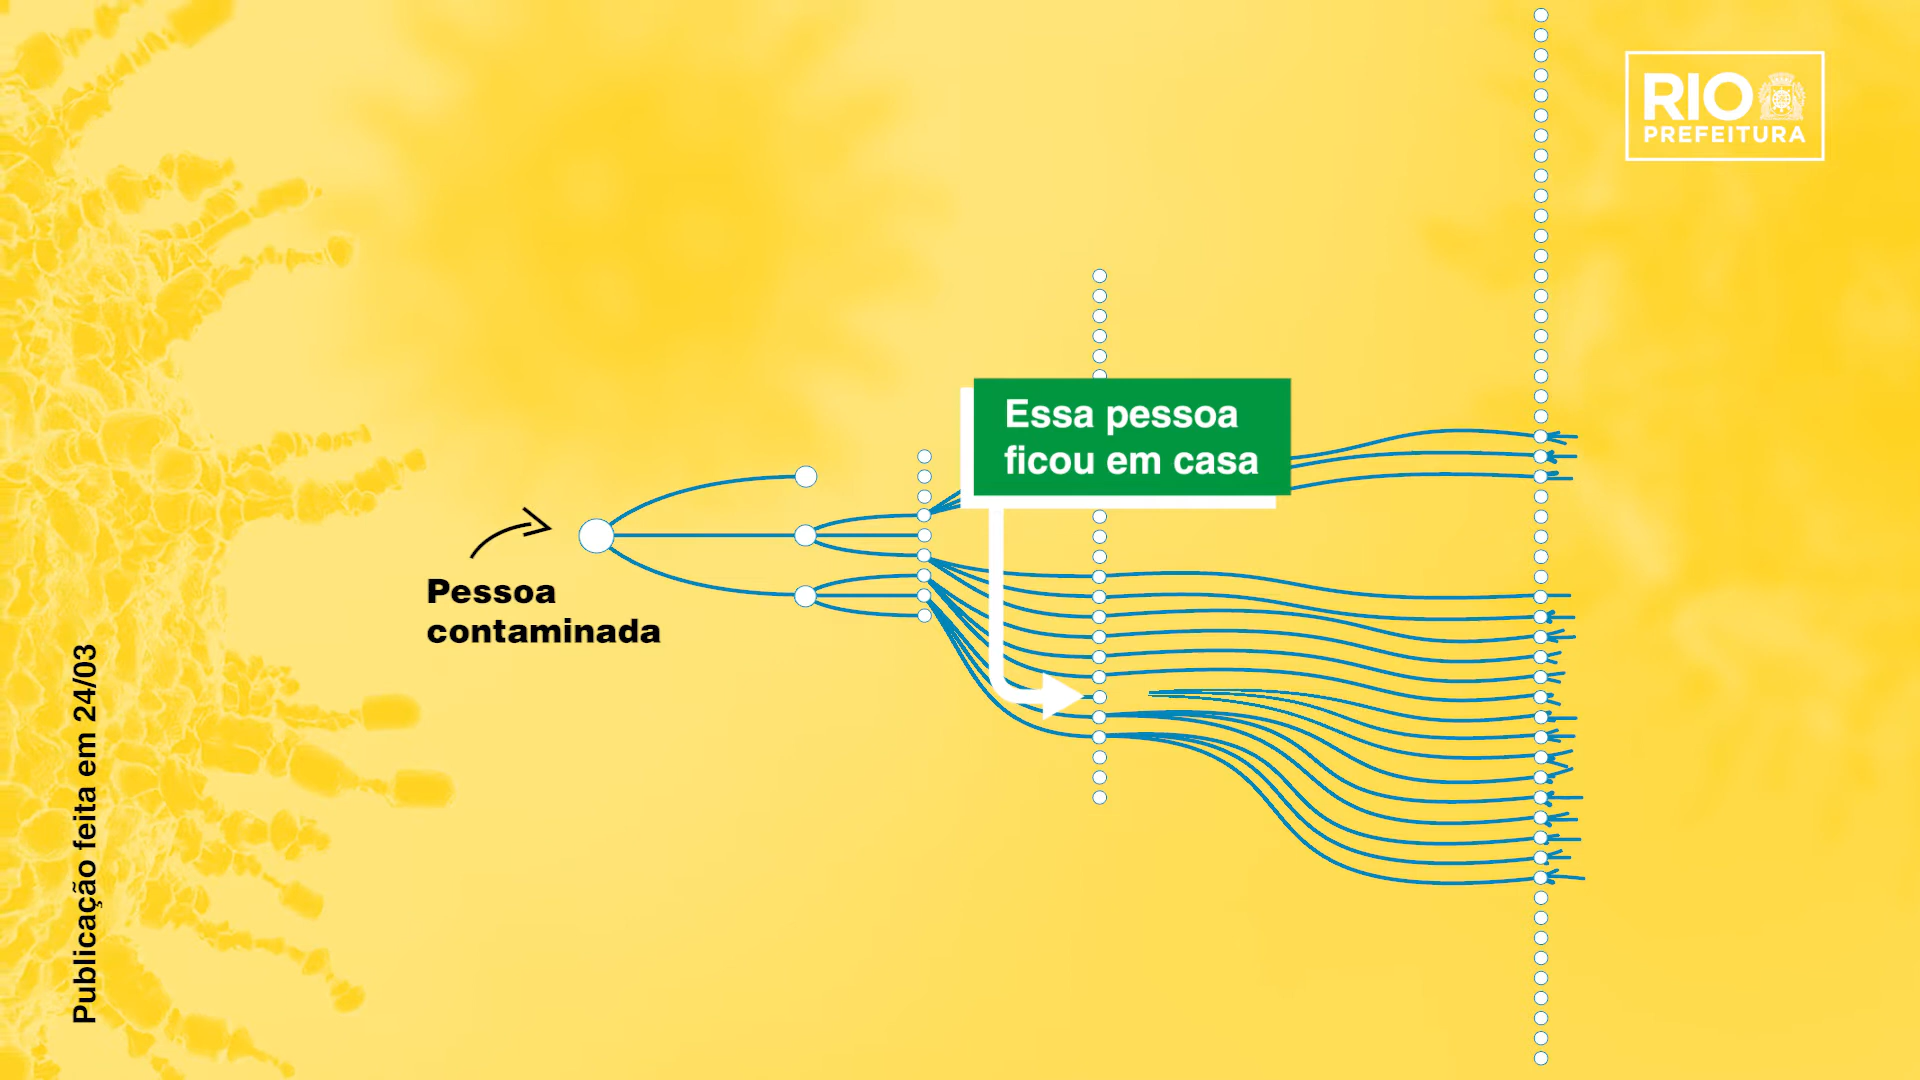 RIO
PREFEITURA
Essa pessoa
ficou em casa
Pessoa
contaminada
Publicação feita em 24/03